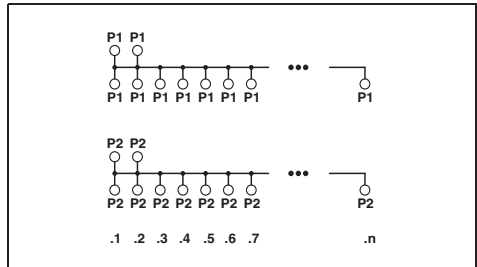 P1 P1
P1 P1 P1 P1 P1 P1 P1 P1
P2 P2
P2 P2 P2 P2 P2 P2 P2 P2
.1 .2 .3 .4 .5 .6 .7 .n